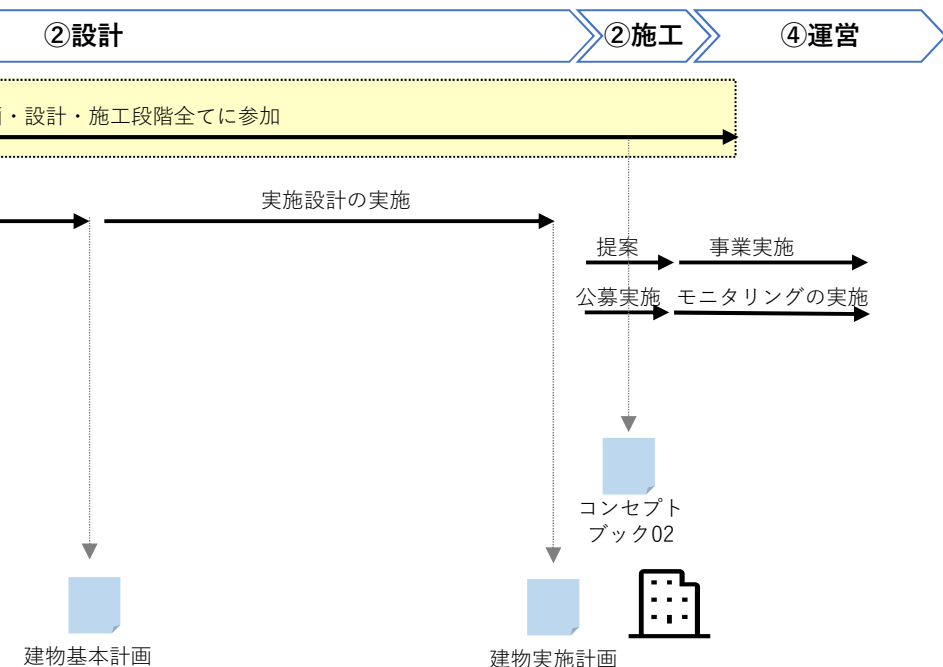 ②設計
②施工
④運営
・設計・施工段階全てに参加
実施設計の実施
提案
事業実施
公募実施
モニタリングの実施
コンセプト
ブック02
建物基本計画
建物実施計画